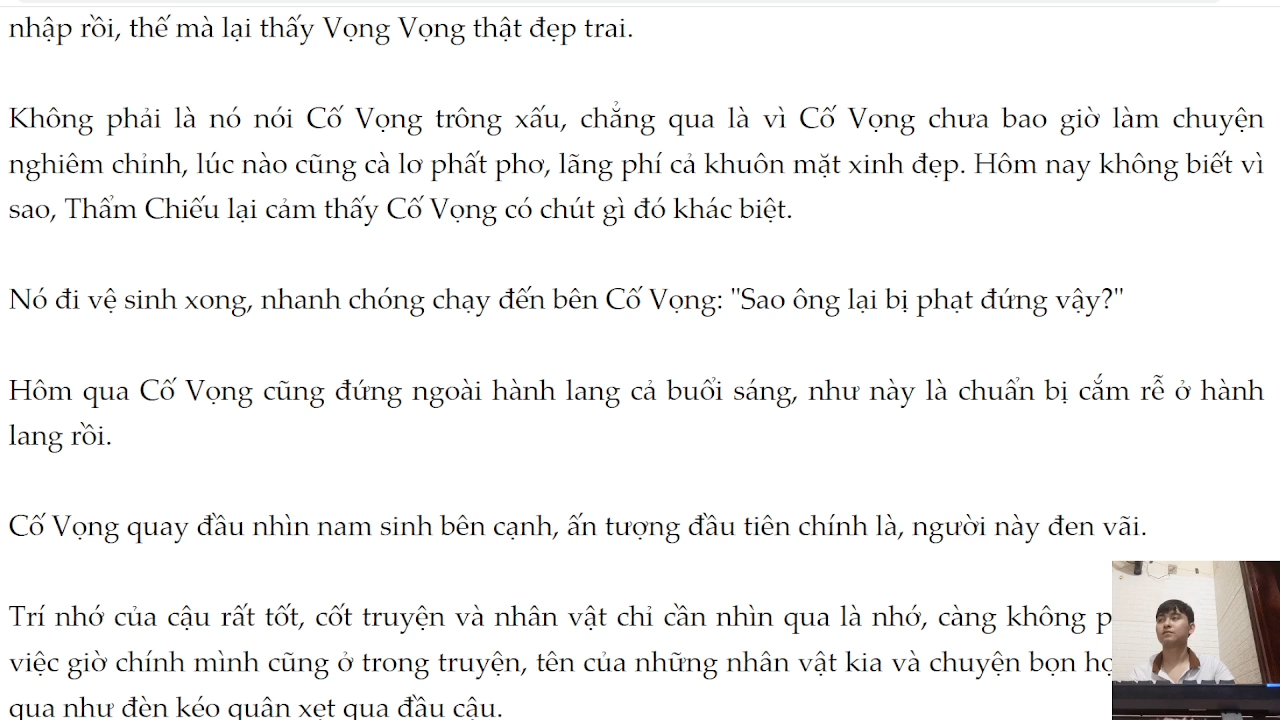 nhập rồi, thế mà lại thấy Vọng Vọng thật đẹp trai.
Không phải là nó nói Cố Vọng trông xấu, chẳng qua là vì Cố Vọng chưa bao giờ làm chuyện
nghiêm chỉnh, lúc nào cũng cà lơ phất phơ, lãng phí cả khuôn mặt xinh đẹp. Hôm nay không biết vì
sao, Thẩm Chiếu lại cảm thấy Cố Vọng có chút gì đó khác biệt.
Nó đi vệ sinh xong, nhanh chóng chạy đến bên Cố Vọng: "Sao ông lại bị phạt đứng vậy?"
Hôm qua Cố Vọng cũng đứng ngoài hành lang cả buổi sáng, như này là chuẩn bị cắm rễ ở hành
lang rồi.
Cố Vọng quay đầu nhìn nam sinh bên cạnh, ấn tượng đầu tiên chính là, người này đen vãi.
Trí nhớ của cậu rất tốt, cốt truyện và nhân vật chỉ cần nhìn qua là nhớ, càng không
việc giờ chính mình cũng ở trong truyện, tên của những nhân vật kia và chuyện bọn
qua như đèn kéo quân xẹt qua đầu cậu.